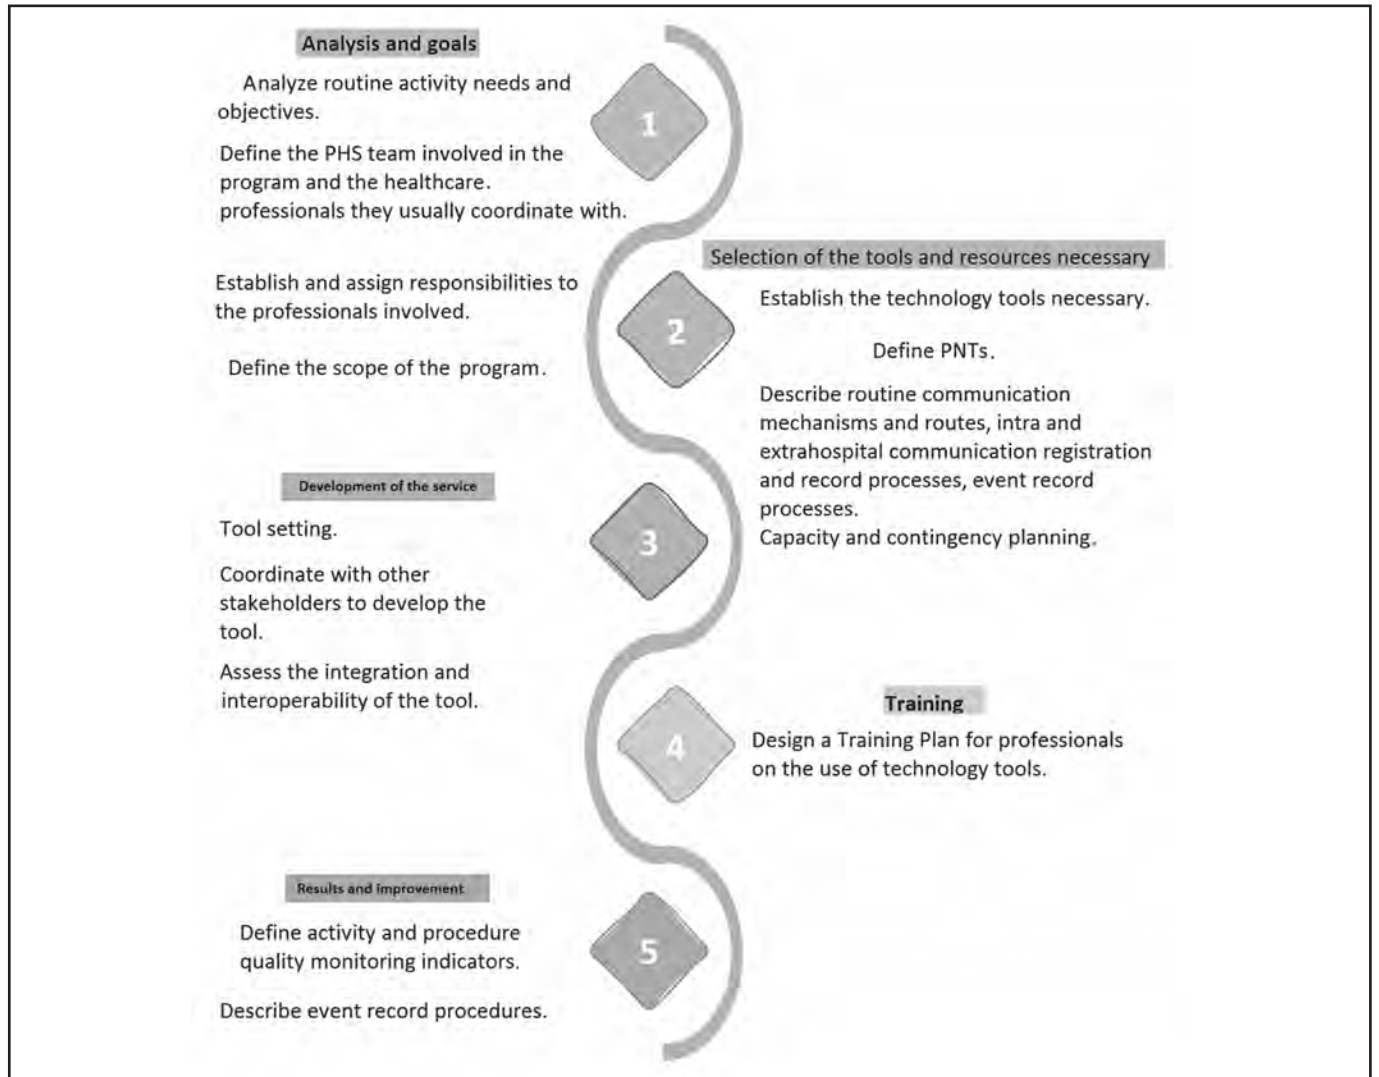 Analysis and goals
Analyze routine activity needs and
objectives.
Define the PHS team involved in the
program and the healthcare.
professionals they usually coordinate with.
Establish and assign responsibilities to
the professionals involved.
Define the scope of the program.
1
Selection of the tools and resources necessary
Establish the technology tools necessary.
Define PNTs.
Describe routine communication
mechanisms and routes, intra and
extrahospital communication registration
and record processes, event record
processes.
Capacity and contingency planning.
2
Development of the service
Tool setting.
Coordinate with other
stakeholders to develop the
tool.
Assess the integration and
interoperability of the tool.
3
Training
Design a Training Plan for professionals
on the use of technology tools.
4
Results and improvement
Define activity and procedure
quality monitoring indicators.
Describe event record procedures.
5